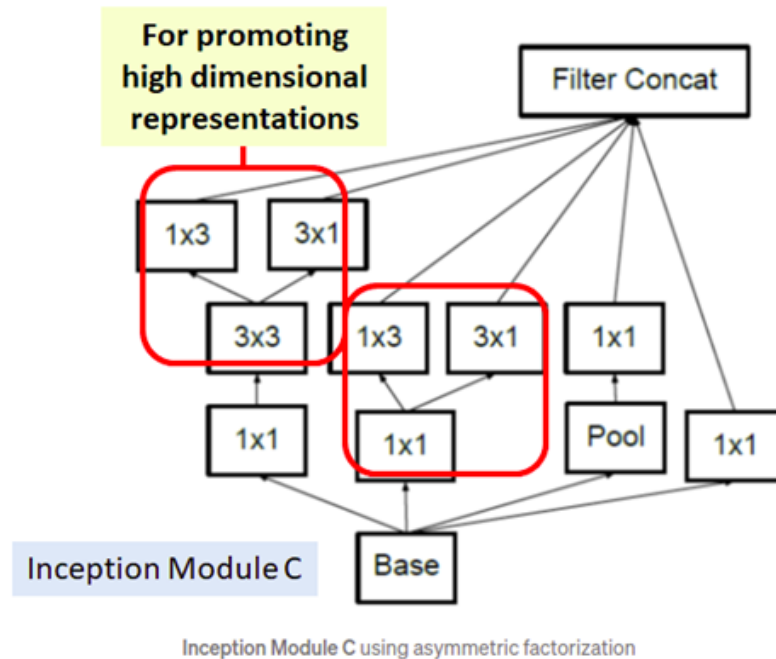 For promoting
high dimensional
representations
Filter Concat
1x3
3x1
3x3
1x3
3x1
1x1
1x1
1x1
Pool
1x1
Inception Module C
Base
Inception Module C using asymmetric factorization